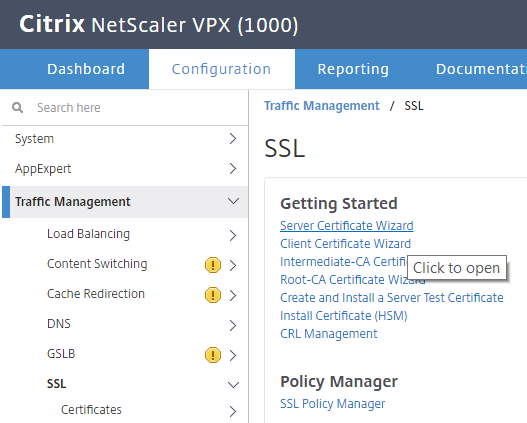 Citrix NetScaler VPX (1000)
Dashboard Configuration Reporting Documentat
Search here
System
AppExpert
Traffic Management
Load Balancing
Content Switching
Cache Redirection
DNS
GSLB
SSL
Certificates
Traffic Management / SSL
SSL
Getting Started
Server Certificate Wizard
Client Certificate Wizard
Intermediate-CA Certifi
Click to open
Root-CA Certificate Wizard
Create and Install a Server Test Certificate
Install Certificate (HSM)
CRL Management
Policy Manager
SSL Policy Manager